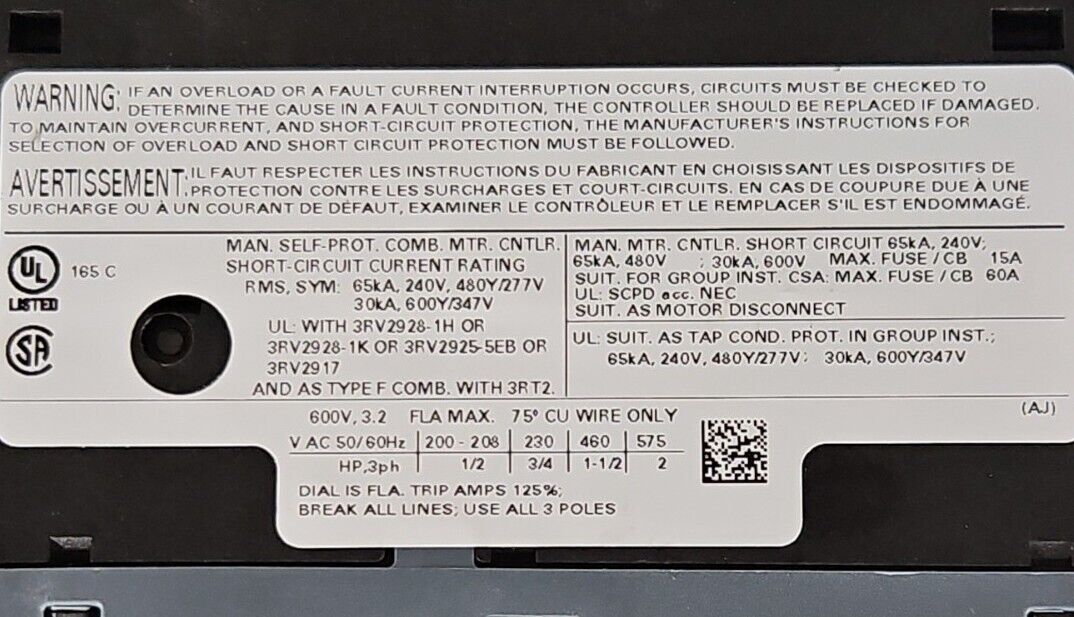 WARNING: IF AN OVERLOAD OR A FAULT CURRENT INTERRUPTION OCCURS, CIRCUITS MUST BE CHECKED TO
DETERMINE THE CAUSE IN A FAULT CONDITION, THE CONTROLLER SHOULD BE REPLACED IF DAMAGED.
TO MAINTAIN OVERCURRENT, AND SHORT-CIRCUIT PROTECTION, THE MANUFACTURER'S INSTRUCTIONS FOR
SELECTION OF OVERLOAD AND SHORT CIRCUIT PROTECTION MUST BE FOLLOWED.
AVERTISSEMENT: IL FAUT RESPECTER LES INSTRUCTIONS DU FABRICANT EN CHOISISSANT LES DISPOSITIFS DE
PROTECTION CONTRE LES SURCHARGES ET COURT-CIRCUITS. EN CAS DE COUPURE DUE À UNE
SURCHARGE OU À UN COURANT DE DÉFAUT, EXAMINER LE CONTRÔLEUR ET LE REMPLACER S'IL EST ENDOMMAGÉ.
UL
LISTED
165 C
SA
MAN. SELF-PROT. COMB. MTR. CNTLR.
SHORT-CIRCUIT CURRENT RATING
RMS, SYM: 65kA, 240V, 480Y/277V
30kA, 600Y/347V
UL: WITH 3RV2928-1H OR
3RV2928-1K OR 3RV2925-5EB OR
3RV2917
AND AS TYPE F COMB. WITH 3RT2.
MAN. MTR. CNTLR. SHORT CIRCUIT 65kA, 240V;
65kA, 480V ; 30kA, 600V MAX. FUSE / CB 15A
SUIT. FOR GROUP INST. CSA: MAX. FUSE / CB 60A
UL: SCPD acc. NEC
SUIT. AS MOTOR DISCONNECT
UL: SUIT. AS TAP COND. PROT. IN GROUP INST.;
65kA, 240V, 480Y/277V; 30kA, 600Y/347V
600V, 3.2 FLA MAX. 75° CU WIRE ONLY
(AJ)
V AC 50/60Hz 200 - 208 230 460 575
HP,3ph 1/2 3/4 1-1/2 2
DIAL IS FLA. TRIP AMPS 125%;
BREAK ALL LINES; USE ALL 3 POLES